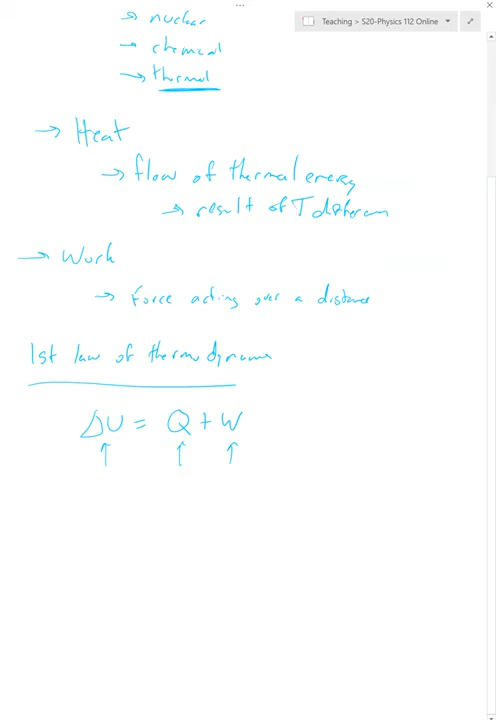 Teaching > S20-Physics 112 Online
→ nuclear
→ chemical
→ thermal
→ Heat
→ flow of thermal energy
→ result of T differenc
→ Work
→ Force acting over a distance
1st law of thermodynamics
ΔU = Q + W
↑ ↑ ↑